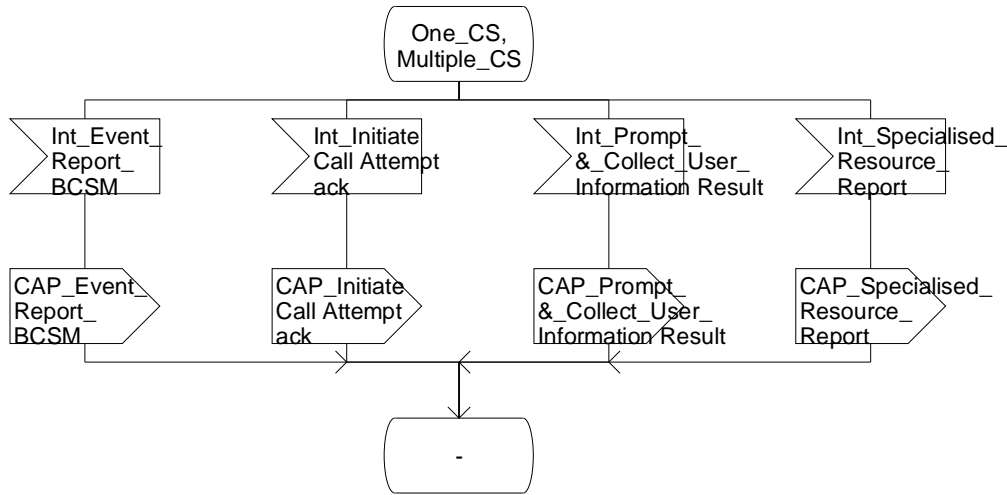 One_CS,
Multiple_CS
Int_Event_
Report_
BCSM
Int_Initiate
Call Attempt
ack
Int_Prompt_
&_Collect_User_
Information Result
Int_Specialised_
Resource_
Report
CAP_Event_
Report_
BCSM
CAP_Initiate
Call Attempt
ack
CAP_Prompt_
&_Collect_User_
Information Result
CAP_Specialised_
Resource_
Report
-